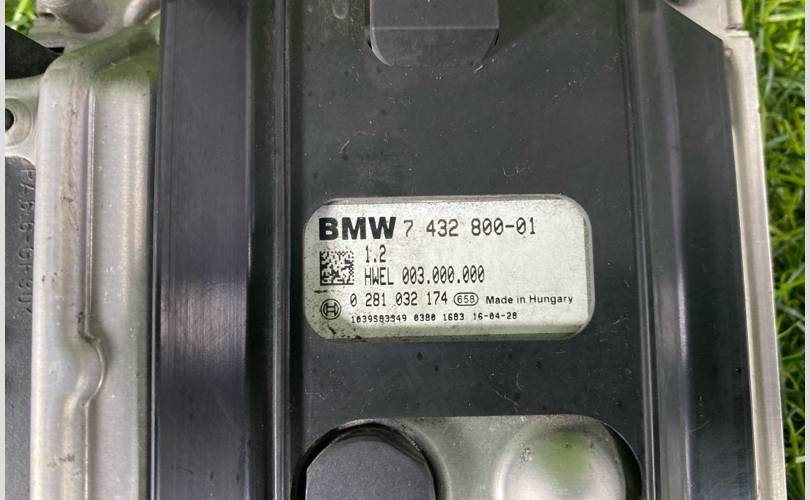 BMW 7 432 800-01
1.2
HWEL 003.000.000
0 281 032 174 658 Made in Hungary
1039S83349 0380 1683 16-04-28